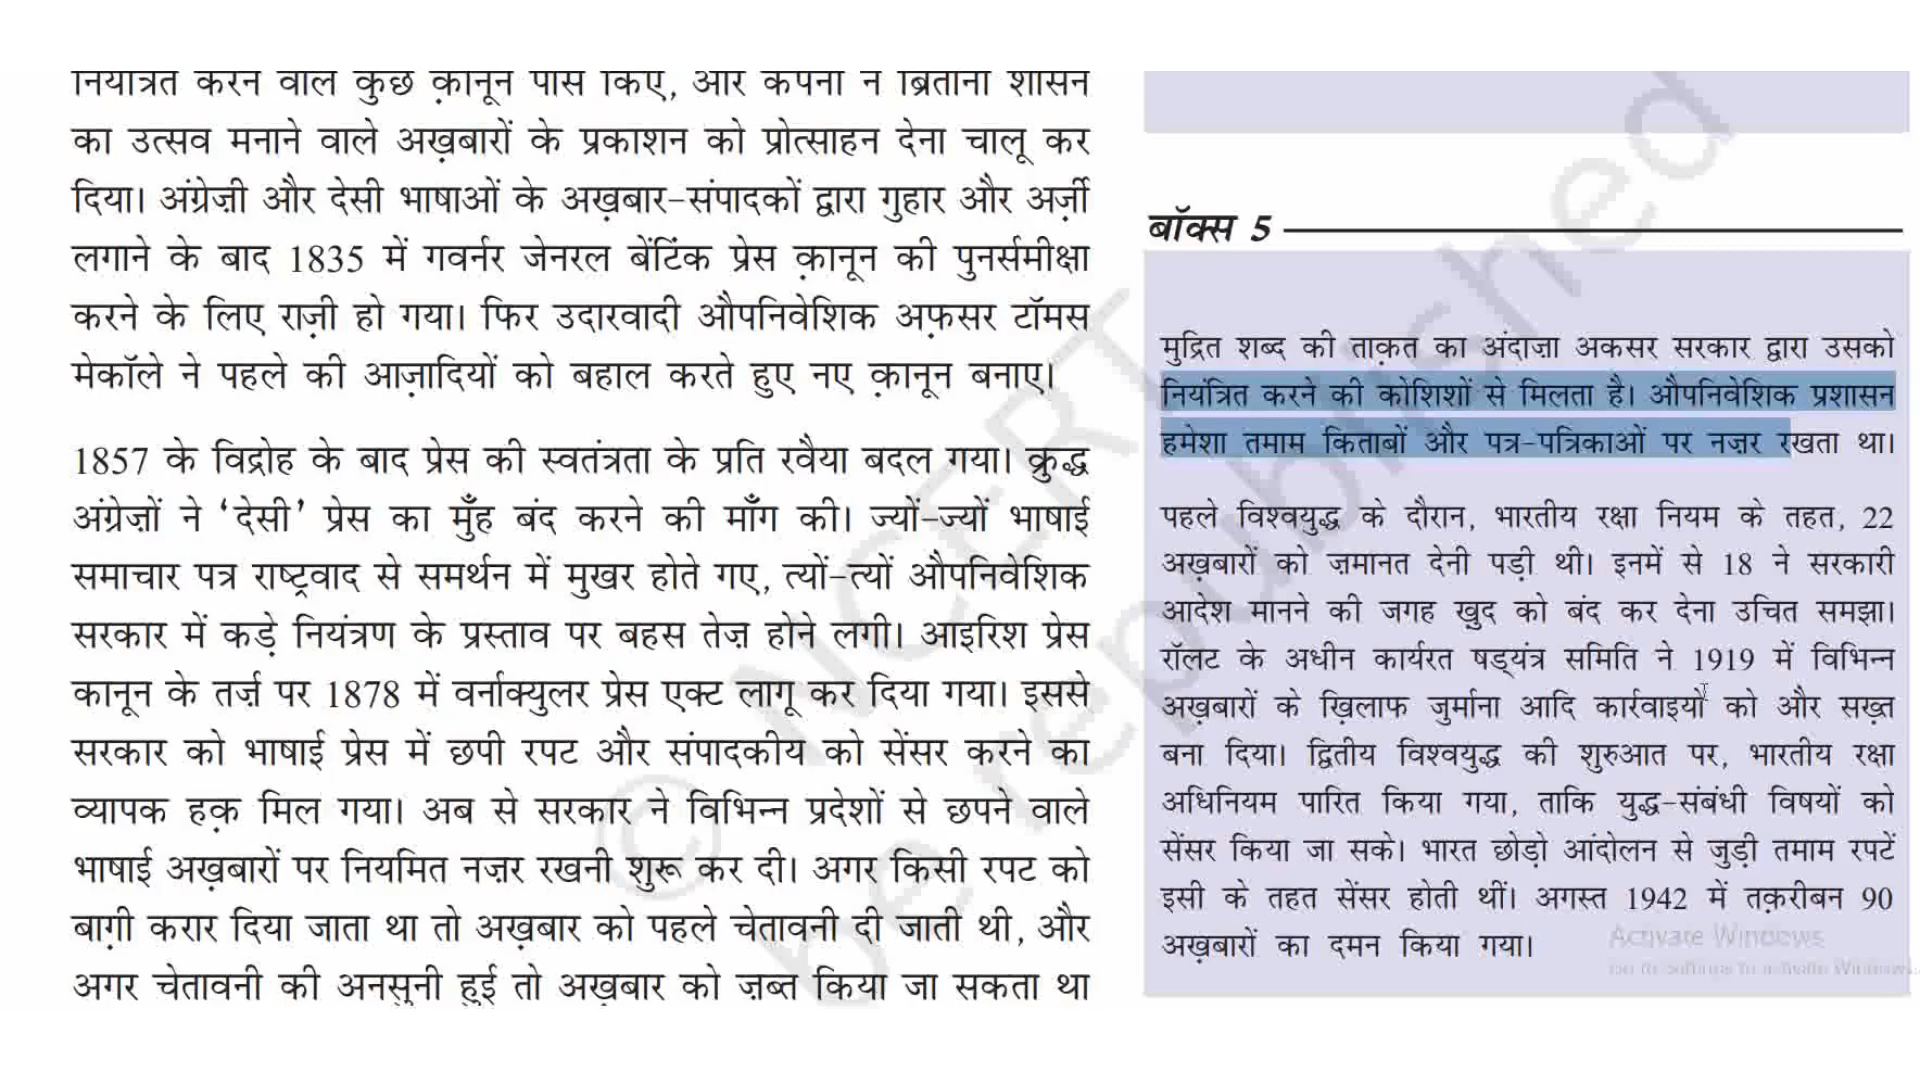 नियंत्रित करने वाले कुछ क़ानून पास किए, और कंपनी ने ब्रितानी शासन
का उत्सव मनाने वाले अख़बारों के प्रकाशन को प्रोत्साहन देना चालू कर
दिया। अंग्रेज़ी और देसी भाषाओं के अख़बार-संपादकों द्वारा गुहार और अर्ज़ी
लगाने के बाद 1835 में गवर्नर जेनरल बेंटिंक प्रेस क़ानून की पुनर्समीक्षा
करने के लिए राज़ी हो गया। फिर उदारवादी औपनिवेशिक अफ़सर टॉमस
मेकॉले ने पहले की आज़ादियों को बहाल करते हुए नए क़ानून बनाए।
1857 के विद्रोह के बाद प्रेस की स्वतंत्रता के प्रति रवैया बदल गया। क्रुद्ध
अंग्रेज़ों ने 'देसी' प्रेस का मुँह बंद करने की माँग की। ज्यों-ज्यों भाषाई
समाचार पत्र राष्ट्रवाद से समर्थन में मुखर होते गए, त्यों-त्यों औपनिवेशिक
सरकार में कड़े नियंत्रण के प्रस्ताव पर बहस तेज़ होने लगी। आइरिश प्रेस
कानून के तर्ज़ पर 1878 में वर्नाक्युलर प्रेस एक्ट लागू कर दिया गया। इससे
सरकार को भाषाई प्रेस में छपी रपट और संपादकीय को सेंसर करने का
व्यापक हक़ मिल गया। अब से सरकार ने विभिन्न प्रदेशों से छपने वाले
भाषाई अख़बारों पर नियमित नज़र रखनी शुरू कर दी। अगर किसी रपट को
बाग़ी करार दिया जाता था तो अख़बार को पहले चेतावनी दी जाती थी, और
अगर चेतावनी की अनसुनी हुई तो अख़बार को ज़ब्त किया जा सकता था
बॉक्स 5
मुद्रित शब्द की ताक़त का अंदाज़ा अकसर सरकार द्वारा उसको
नियंत्रित करने की कोशिशों से मिलता है। औपनिवेशिक प्रशासन
हमेशा तमाम किताबों और पत्र-पत्रिकाओं पर नज़र रखता था।
पहले विश्वयुद्ध के दौरान, भारतीय रक्षा नियम के तहत, 22
अख़बारों को ज़मानत देनी पड़ी थी। इनमें से 18 ने सरकारी
आदेश मानने की जगह ख़ुद को बंद कर देना उचित समझा।
रॉलट के अधीन कार्यरत षड्यंत्र समिति ने 1919 में विभिन्न
अख़बारों के ख़िलाफ जुर्माना आदि कार्रवाइयों को और सख़्त
बना दिया। द्वितीय विश्वयुद्ध की शुरुआत पर, भारतीय रक्षा
अधिनियम पारित किया गया, ताकि युद्ध-संबंधी विषयों को
सेंसर किया जा सके। भारत छोड़ो आंदोलन से जुड़ी तमाम रपटें
इसी के तहत सेंसर होती थीं। अगस्त 1942 में तक़रीबन 90
अख़बारों का दमन किया गया।
© NCERT
be republished
Activate Windows
Go to Settings to activate Windows.